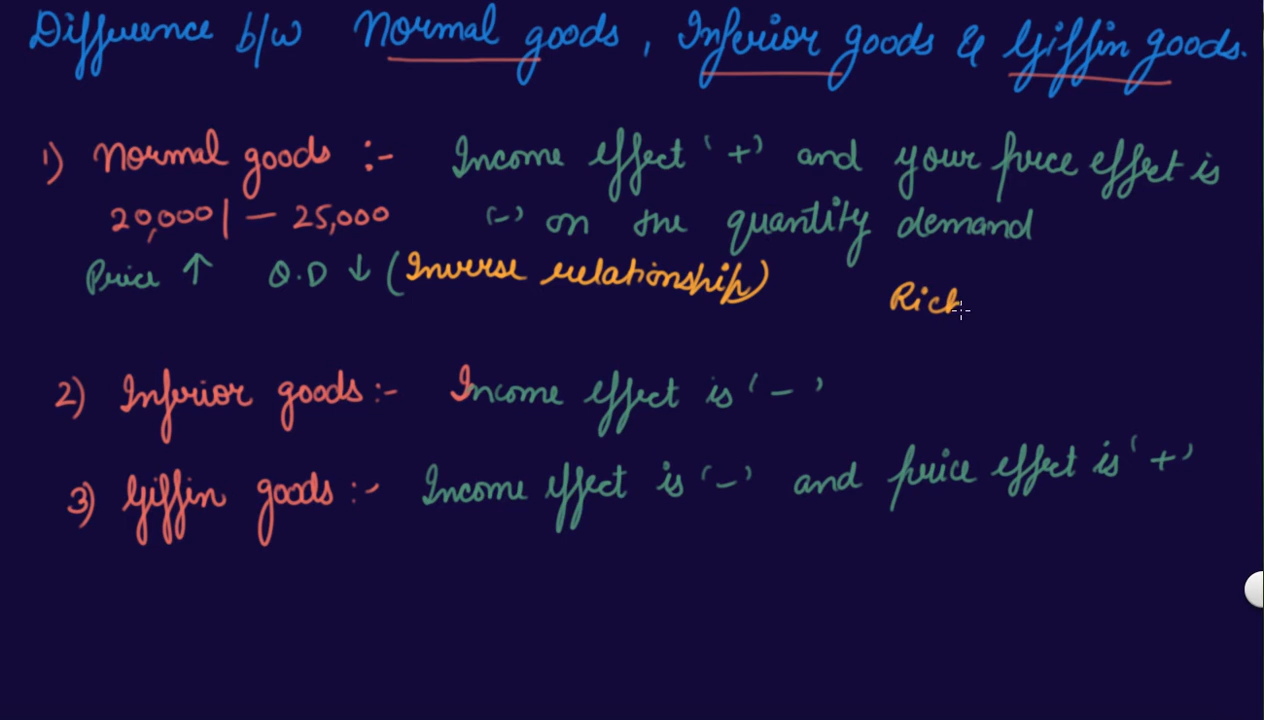 Difference b/w Normal goods, Inferior goods & Giffin goods.
1) Normal goods :- Income effect '+' and your price effect is
20,000/- 25,000 '-' on the quantity demand
Price ↑ Q.D ↓ (Inverse relationship)
Rich
2) Inferior goods :- Income effect is '-'
3) Giffin goods :- Income effect is '-' and price effect is '+'